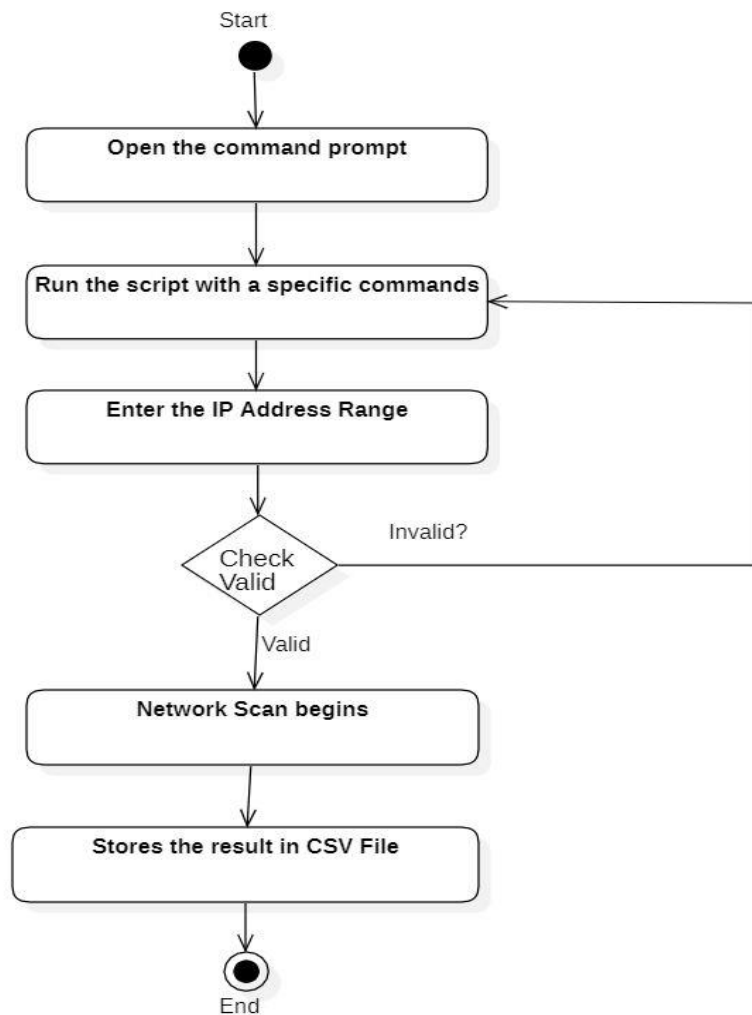 Start
Open the command prompt
Run the script with a specific commands
Enter the IP Address Range
Invalid?
Check
Valid
Valid
Network Scan begins
Stores the result in CSV File
End